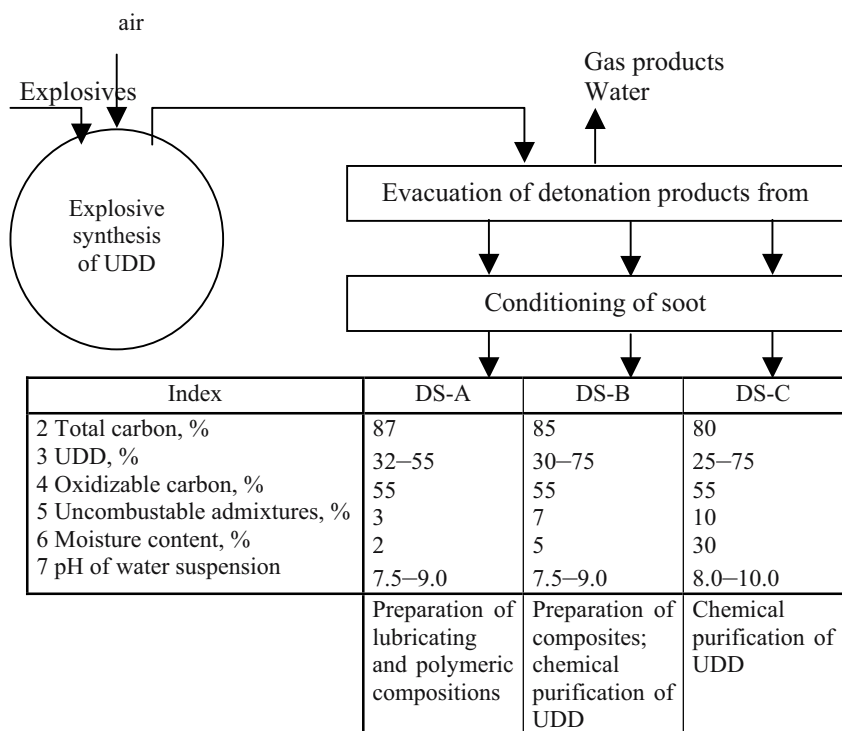 air
Explosives
Gas products
Water
Explosive
synthesis
of UDD
Evacuation of detonation products from
Conditioning of soot
Index DS-A DS-B DS-C
2 Total carbon, % 87 85 80
3 UDD, % 32–55 30–75 25–75
4 Oxidizable carbon, % 55 55 55
5 Uncombustable admixtures, % 3 7 10
6 Moisture content, % 2 5 30
7 pH of water suspension 7.5–9.0 7.5–9.0 8.0–10.0
Preparation of
lubricating
and polymeric
compositions
Preparation of
composites;
chemical
purification of
UDD
Chemical
purification of
UDD